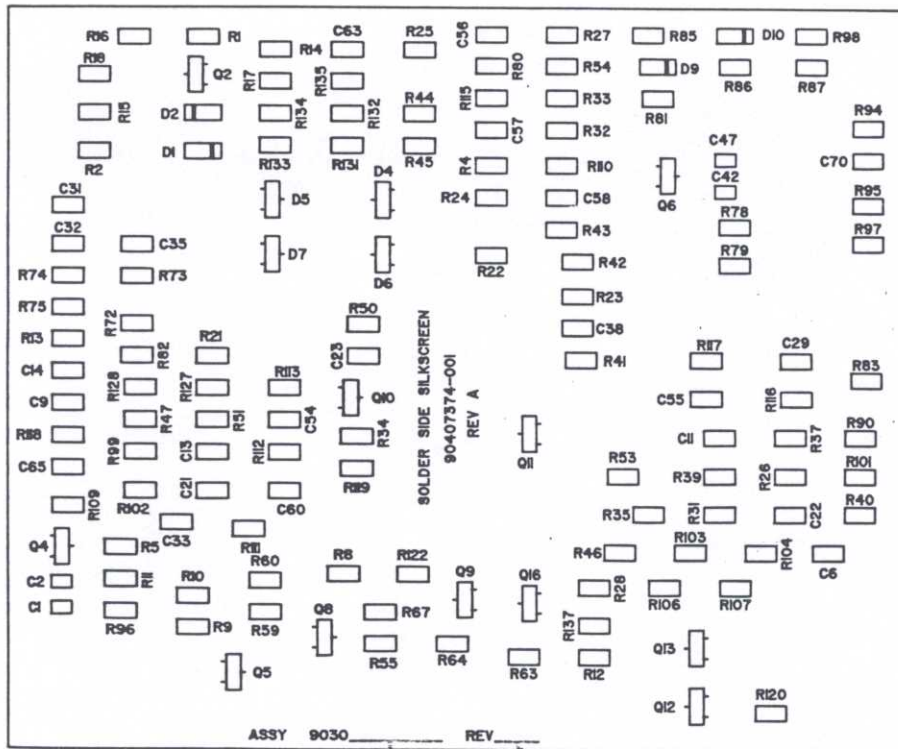 R16 R1 R14 C63 R25 C56 R27 R85 D10 R98
R18 Q2 R17 R135 R80 R54 D9 R86 R87
R15 D2 R134 R132 R44 R115 R33 R81 R94
R2 D1 R133 R131 R45 C57 R32 C47 C70
C31 D5 D4 R4 R110 Q6 C42 R95
R24 C58 R78
C32 C35 D7 D6 R22 R43 R79 R97
R74 R73 R42
R75 R50 R23
R13 R72 R21 C38
C14 R82 C23 R41 R117 C29 R83
C9 R128 R127 R113 Q10 C55 R116
R118 R47 R51 C54 R34 Q11 C11 R37 R90
C65 R99 C13 R112 R119 R53 R39 R26 R101
R109 R102 C21 C60 R35 R31 C22 R40
SOLDER SIDE SILKSCREEN
90407374-001
REV A
Q4 R5 C33 R111 R46 R103 R104 C6
C2 R11 R10 R60 R8 R122 Q9 Q16 R28 R106 R107
C1 R96 R9 R59 Q8 R67 R137
Q5 R55 R64 R63 R12 Q13
Q12 R120
ASSY 9030__________ REV_____